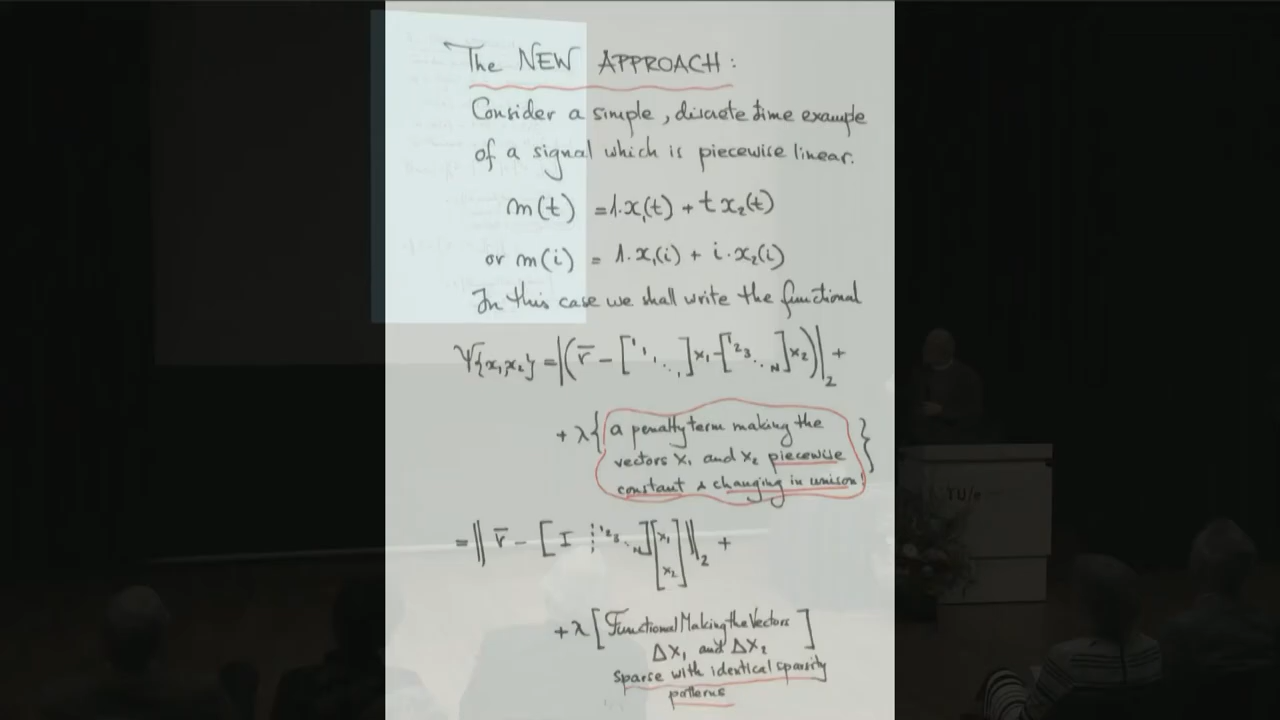 The NEW APPROACH:
Consider a simple, discrete time example
of a signal which is piecewise linear.
m(t) = 1·x₁(t) + t x₂(t)
or m(i) = 1·x₁(i) + i·x₂(i)
In this case we shall write the functional
Ψ{x₁,x₂} = |(r̄ - [1 1 ⋱ 1] x₁ - [1 2 3 ⋱ N] x₂)|₂ +
+ λ{ a penalty term making the
vectors x₁ and x₂ piecewise
constant & changing in unison! }
= ‖ r̄ - [I ⋮ 1 2 3 ⋱ N] [x₁ x₂] ‖₂ +
+ λ [Functional Making the Vectors
Δx₁ and Δx₂ ]
sparse with identical sparsity
patterns
TU/e